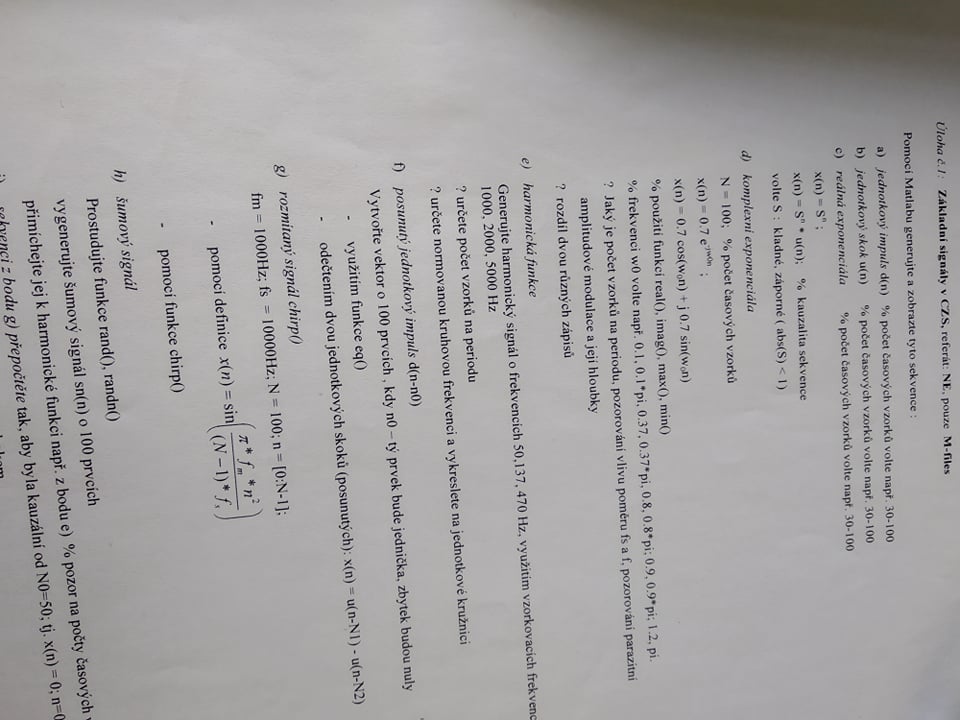 Úloha č.1: Základní signály v CZS, referát: NE, pouze M-files
Pomocí Matlabu generujte a zobrazte tyto sekvence :
a) jednotkový impuls d(n) % počet časových vzorků volte např. 30-100
b) jednotkový skok u(n) % počet časových vzorků volte např. 30-100
c) reálná exponenciála % počet časových vzorků volte např. 30-100
x(n) = Sⁿ ;
x(n) = Sⁿ * u(n); % kauzalita sekvence
volte S : kladné, záporné ( abs(S) < 1)
d) komplexní exponenciála
N = 100; % počet časových vzorků
x(n) = 0.7 e^-jw0n ;
x(n) = 0.7 cos(w₀n) + j 0.7 sin(w₀n)
% použití funkcí real(), imag(), max(), min()
% frekvenci w0 volte např. 0.1, 0.1*pi, 0.37, 0.37*pi, 0.8, 0.8*pi; 0.9, 0.9*pi; 1.2, pi.
? Jaký je počet vzorků na periodu, pozorování vlivu poměru fs a f, pozorování parazitní
amplitudové modulace a její hloubky
? rozdíl dvou různých zápisů
e) harmonická funkce
Generujte harmonický signál o frekvencích 50,137, 470 Hz, využitím vzorkovacích frekvenc
1000, 2000, 5000 Hz
? určete počet vzorků na periodu
? určete normovanou kruhovou frekvenci a vykreslete na jednotkové kružnici
f) posunutý jednotkový impuls d(n-n0)
Vytvořte vektor o 100 prvcích , kdy n0 – tý prvek bude jednička, zbytek budou nuly
- využitím funkce eq()
- odečtením dvou jednotkových skoků (posunutých): x(n) = u(n-N1) - u(n-N2)
g) rozmítaný signál chirp()
fm = 1000Hz; fs = 10000Hz; N = 100; n = [0:N-1];
- pomocí definice x(n) = sin( π * f_m * n² / (N − 1) * f_s )
- pomocí funkce chirp()
h) šumový signál
Prostudujte funkce rand(), randn()
vygenerujte šumový signál sn(n) o 100 prvcích
přimíchejte jej k harmonické funkci např. z bodu e) % pozor na počty časových v
sekvenci z bodu g) přepočtěte tak, aby byla kauzální od N0=50; tj. x(n) = 0; n=0